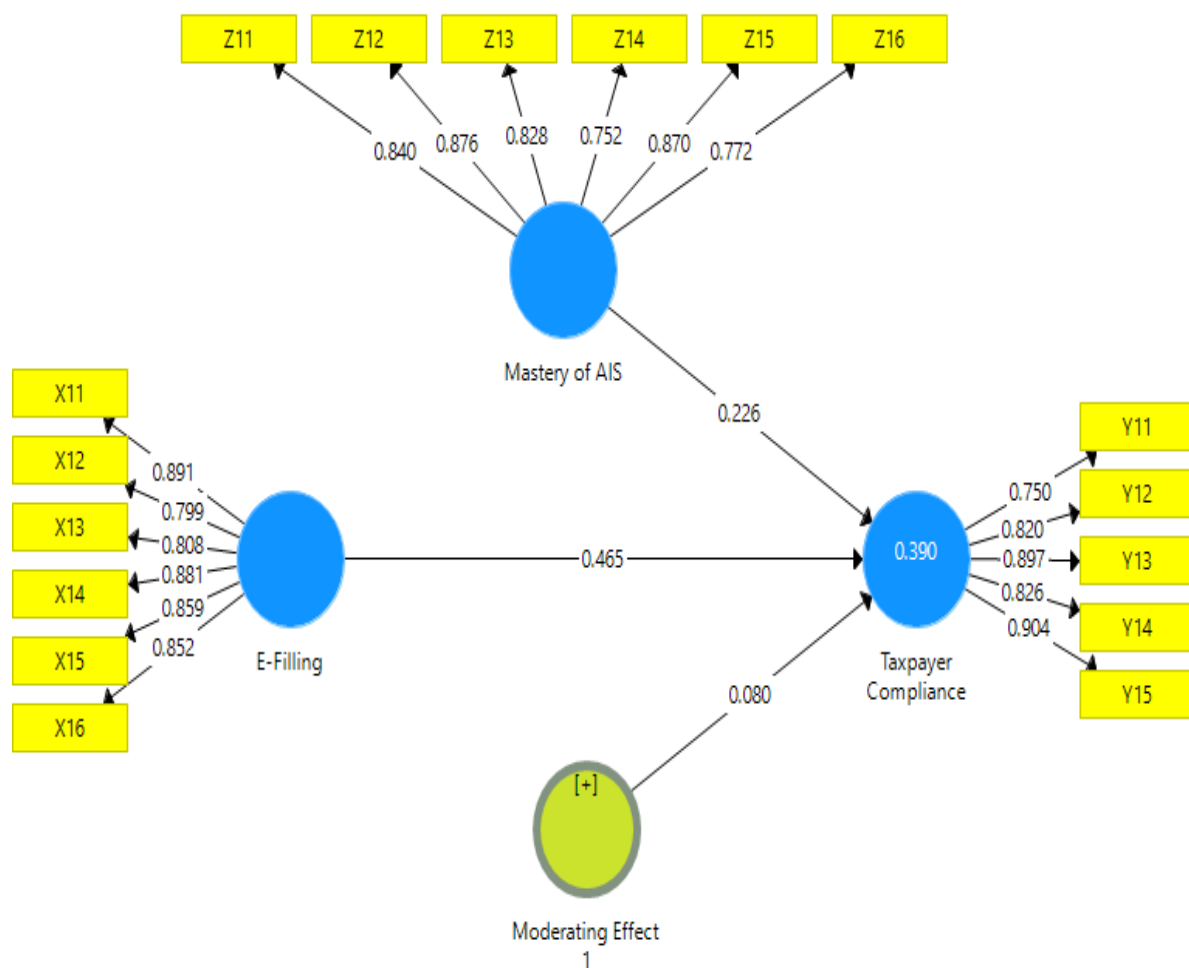 Z11
Z12
Z13
Z14
Z15
Z16
0.840
0.876
0.828
0.752
0.870
0.772
Mastery of AIS
0.226
X11
X12
X13
X14
X15
X16
0.891
0.799
0.808
0.881
0.859
0.852
E-Filling
0.465
0.390
Taxpayer
Compliance
0.750
0.820
0.897
0.826
0.904
Y11
Y12
Y13
Y14
Y15
0.080
[+]
Moderating Effect
1